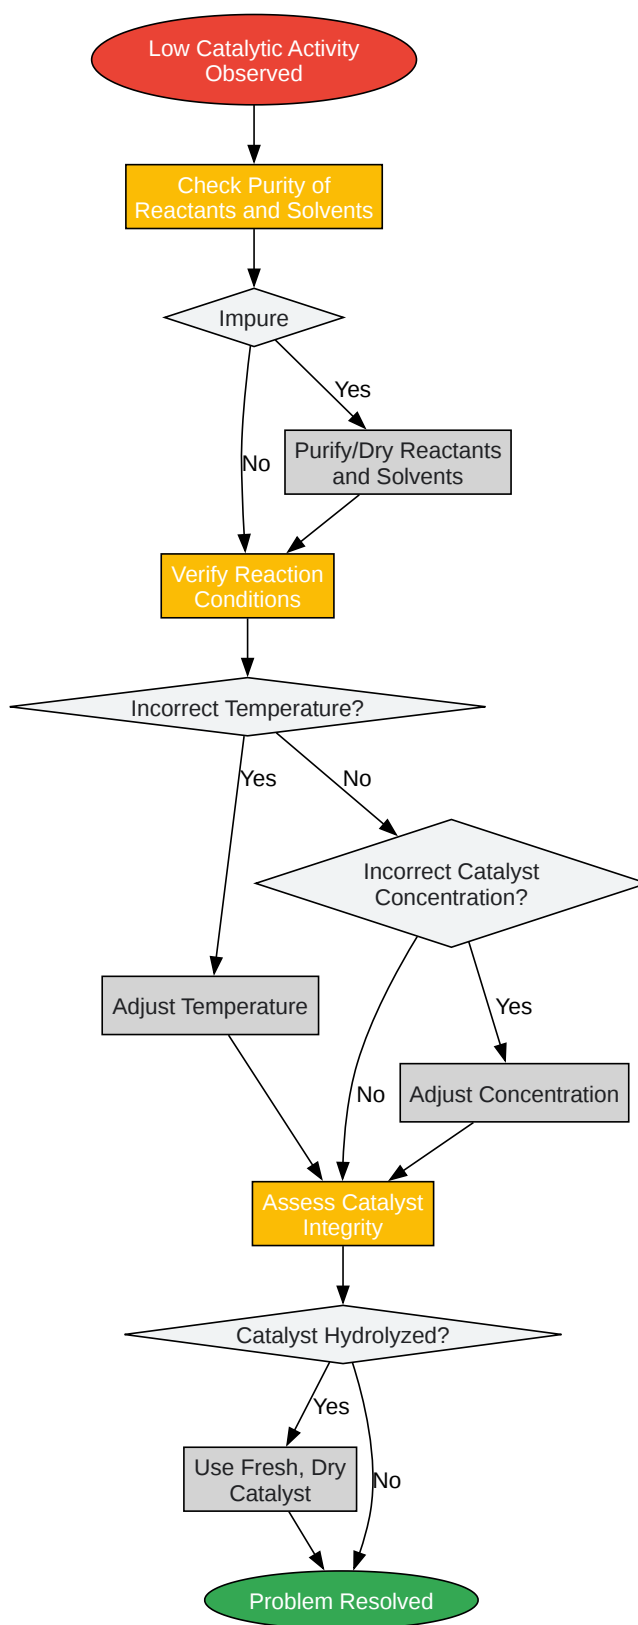 Low Catalytic Activity
Observed
Check Purity of
Reactants and Solvents
Impure
Yes
Purify/Dry Reactants
and Solvents
No
Verify Reaction
Conditions
Incorrect Temperature?
Yes
No
Incorrect Catalyst
Concentration?
Adjust Temperature
Yes
No
Adjust Concentration
Assess Catalyst
Integrity
Catalyst Hydrolyzed?
Yes
Use Fresh, Dry
Catalyst
No
Problem Resolved